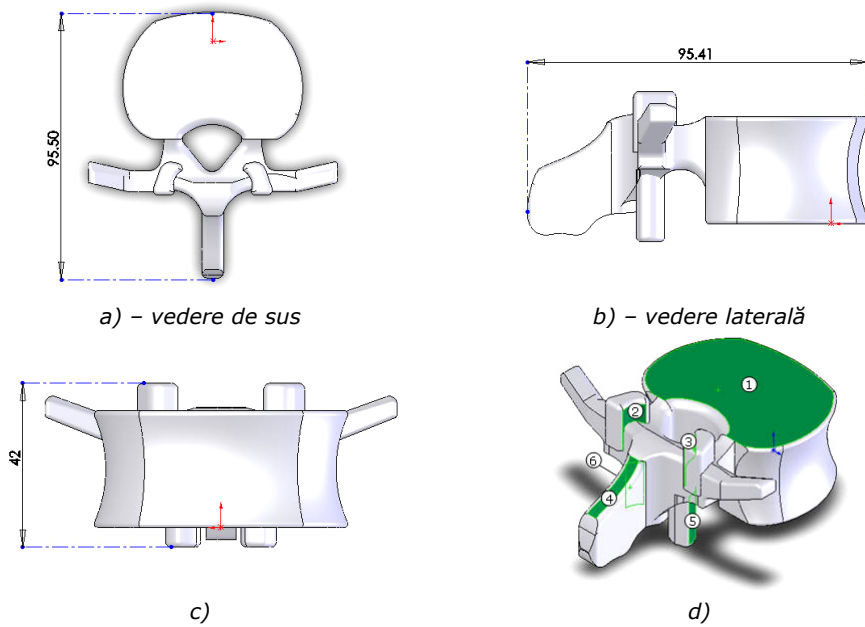 95.50
95.41
a) – vedere de sus
b) – vedere laterală
42
1
2
3
6
4
5
c)
d)